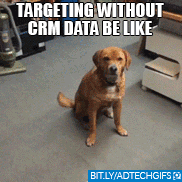 TARGETING WITHOUT
CRM DATA BE LIKE
BIT.LY/ADTECHGIFS